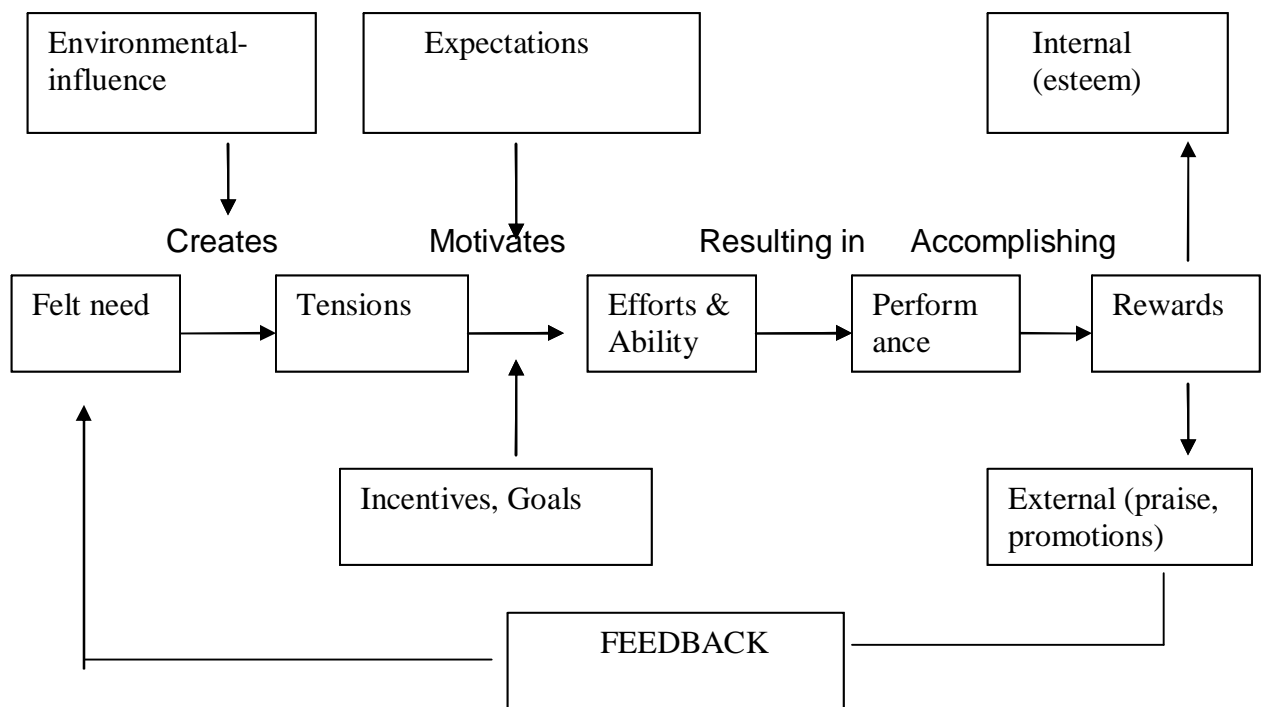 Environmental-
influence
Expectations
Internal
(esteem)
Creates
Motivates
Resulting in
Accomplishing
Felt need
Tensions
Efforts &
Ability
Perform
ance
Rewards
Incentives, Goals
External (praise,
promotions)
FEEDBACK